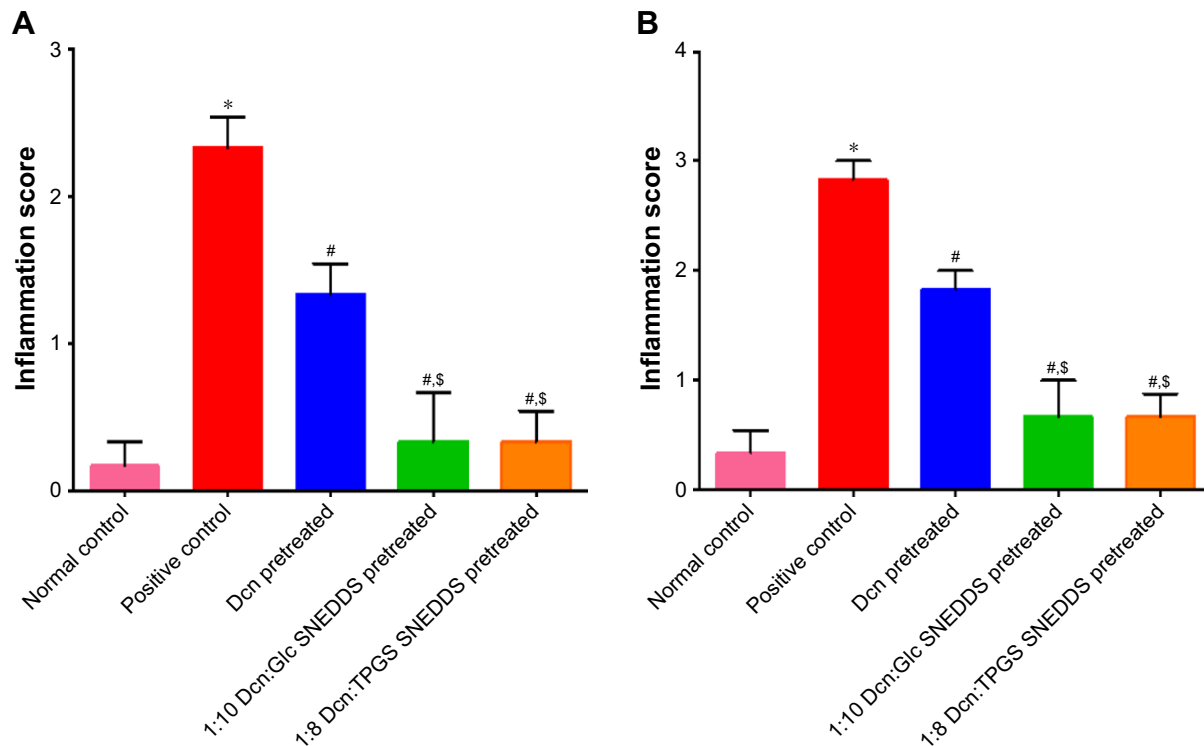 A
Inflammation score
3
2
1
0
*
#
#,$
#,$
Normal control
Positive control
Dcn pretreated
1:10 Dcn:Glc SNEDDS pretreated
1:8 Dcn:TPGS SNEDDS pretreated
B
Inflammation score
4
3
2
1
0
*
#
#,$
#,$
Normal control
Positive control
Dcn pretreated
1:10 Dcn:Glc SNEDDS pretreated
1:8 Dcn:TPGS SNEDDS pretreated